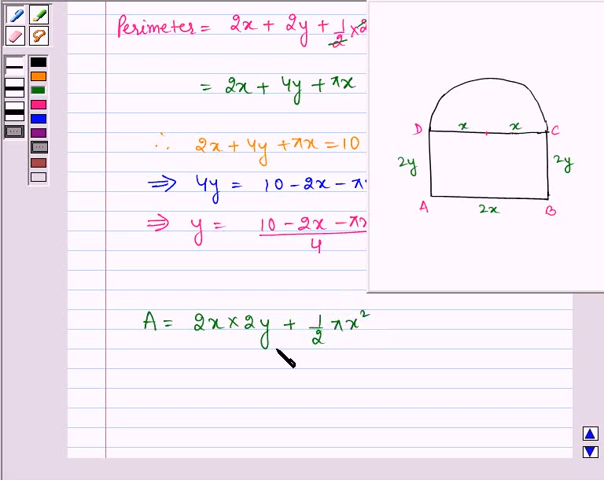 Perimeter = 2x + 2y + 1/2 × 2
= 2x + 4y + πx
∴ 2x + 4y + πx = 10
⇒ 4y = 10 - 2x - π
⇒ y = 10 - 2x - πx / 4
A = 2x × 2y + 1/2 πx²
D x x C
2y 2y
A 2x B